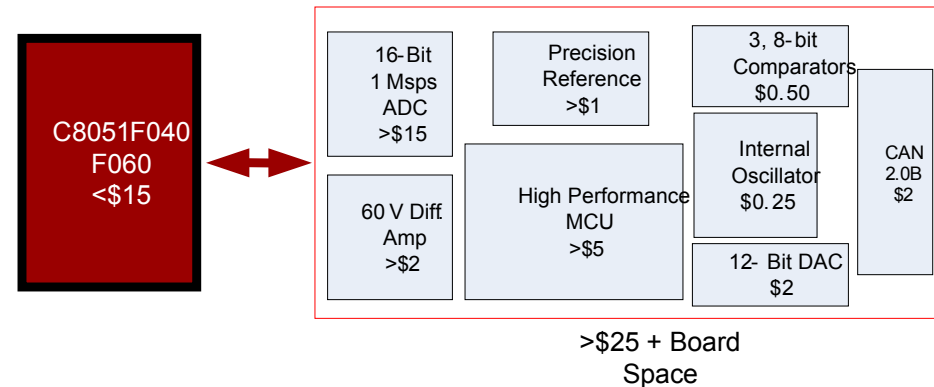 C8051F040
F060
<$15
16-Bit
1 Msps
ADC
>$15
60 V Diff.
Amp
>$2
Precision
Reference
>$1
High Performance
MCU
>$5
3, 8-bit
Comparators
$0.50
Internal
Oscillator
$0.25
12- Bit DAC
$2
CAN
2.0B
$2
>$25 + Board
Space